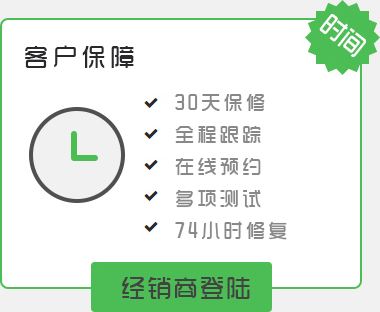 时间
客户保障
30天保修
全程跟踪
在线预约
多项测试
74小时修复
经销商登陆